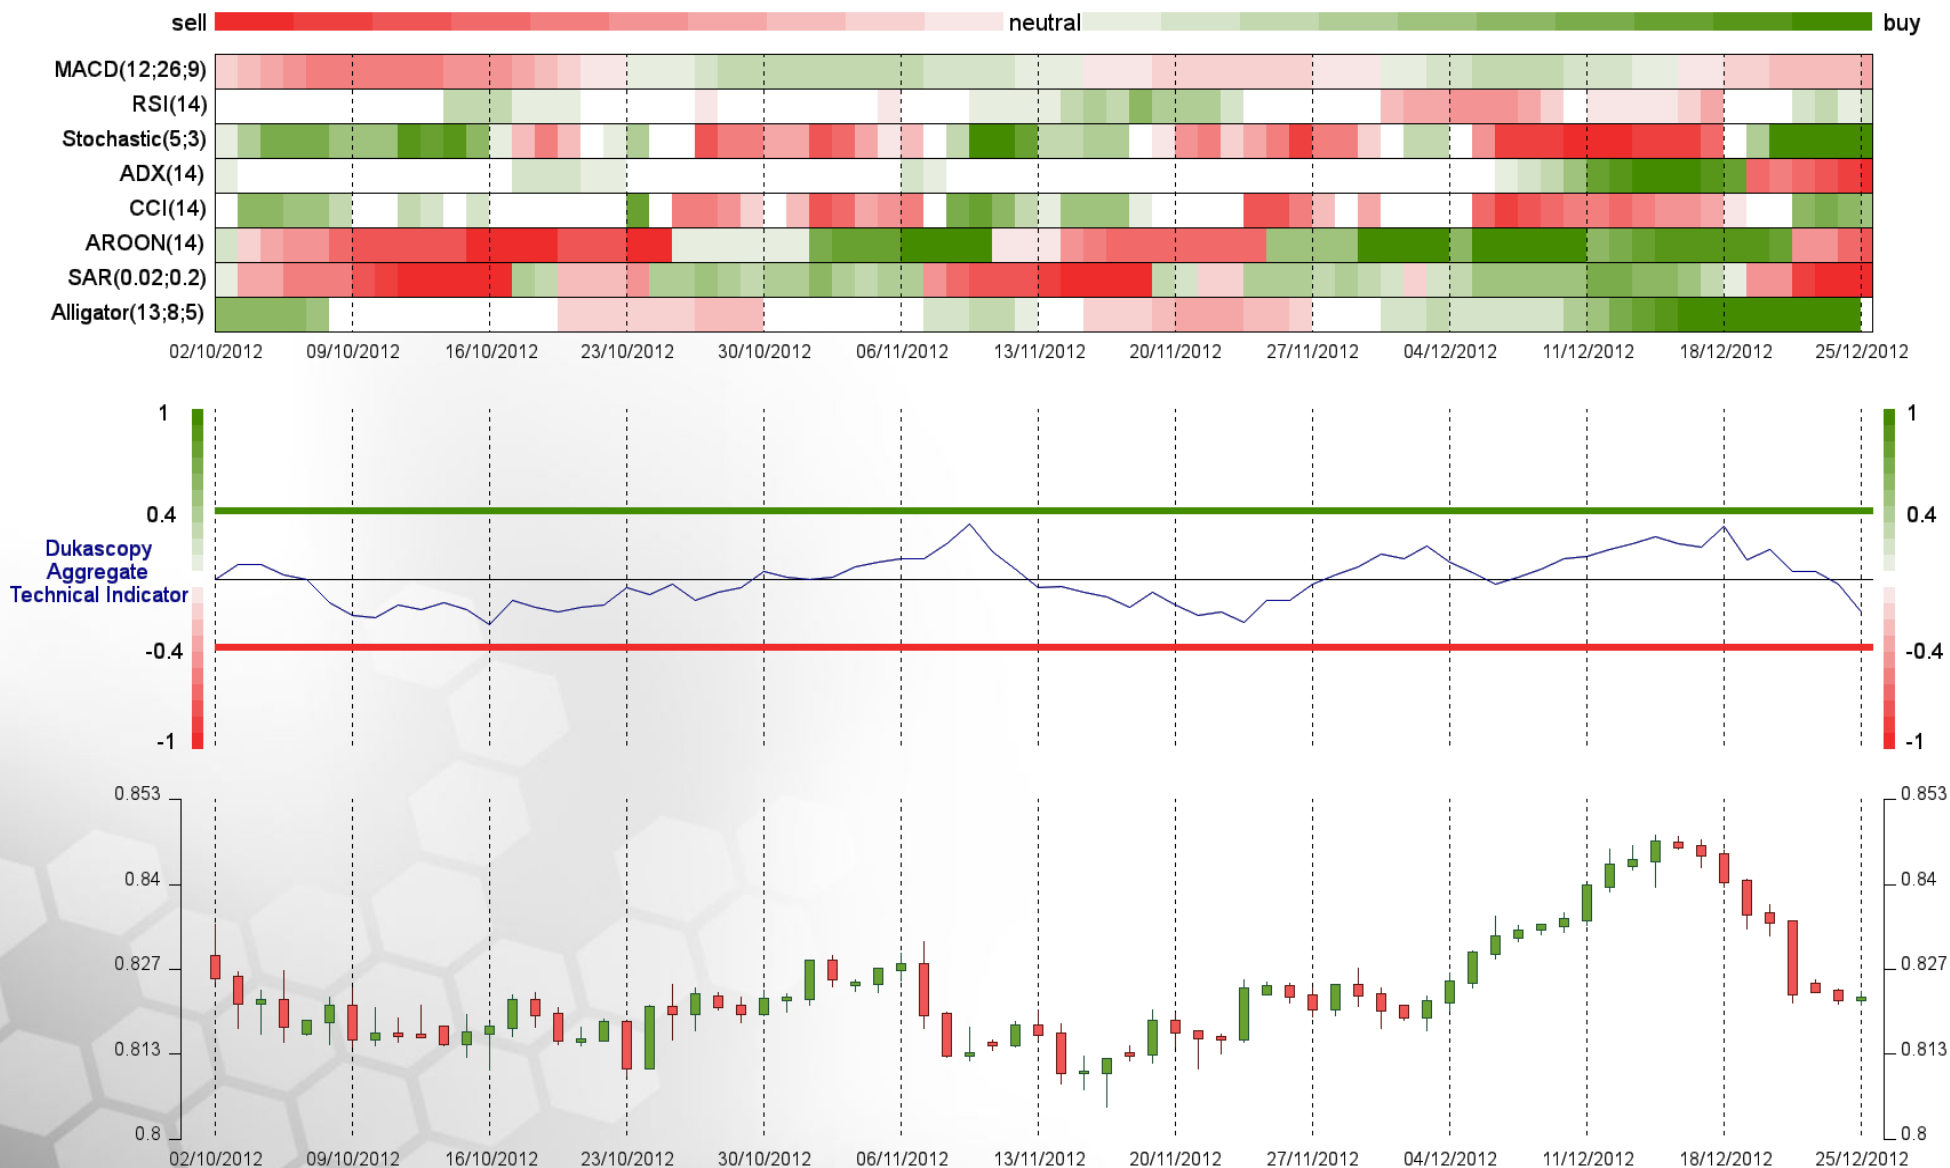 sell neutral buy
MACD(12;26;9)
RSI(14)
Stochastic(5;3)
ADX(14)
CCI(14)
AROON(14)
SAR(0.02;0.2)
Alligator(13;8;5)
02/10/2012 09/10/2012 16/10/2012 23/10/2012 30/10/2012 06/11/2012 13/11/2012 20/11/2012 27/11/2012 04/12/2012 11/12/2012 18/12/2012 25/12/2012
1 1
0.4 0.4
Dukascopy
Aggregate
Technical Indicator
-0.4 -0.4
-1 -1
0.853 0.853
0.84 0.84
0.827 0.827
0.813 0.813
0.8 0.8
02/10/2012 09/10/2012 16/10/2012 23/10/2012 30/10/2012 06/11/2012 13/11/2012 20/11/2012 27/11/2012 04/12/2012 11/12/2012 18/12/2012 25/12/2012